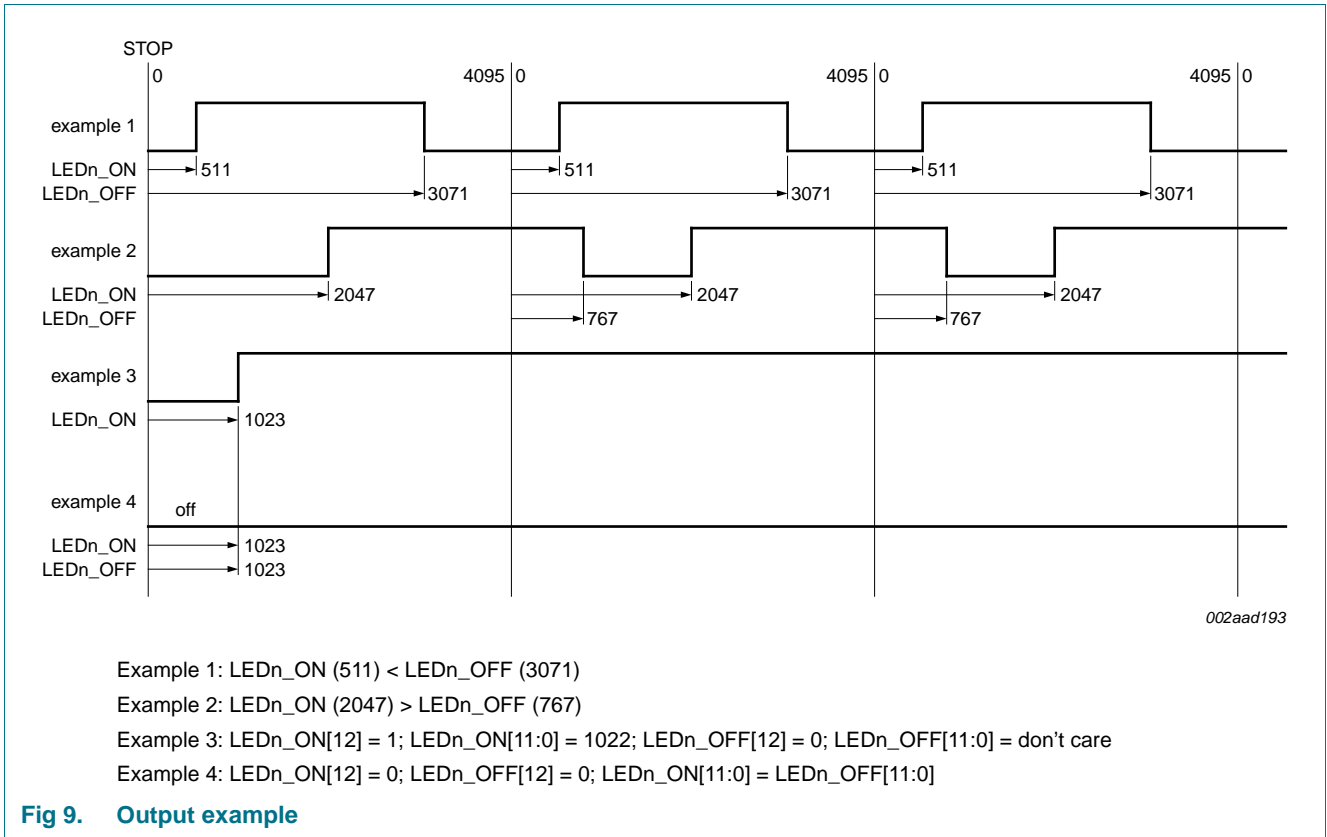 STOP
0 4095 0 4095 0 4095 0
example 1
LEDn_ON 511 511 511
LEDn_OFF 3071 3071 3071
example 2
LEDn_ON 2047 2047 2047
LEDn_OFF 767 767
example 3
LEDn_ON 1023
example 4 off
LEDn_ON 1023
LEDn_OFF 1023
002aad193
Example 1: LEDn_ON (511) < LEDn_OFF (3071)
Example 2: LEDn_ON (2047) > LEDn_OFF (767)
Example 3: LEDn_ON[12] = 1; LEDn_ON[11:0] = 1022; LEDn_OFF[12] = 0; LEDn_OFF[11:0] = don’t care
Example 4: LEDn_ON[12] = 0; LEDn_OFF[12] = 0; LEDn_ON[11:0] = LEDn_OFF[11:0]
Fig 9. Output example